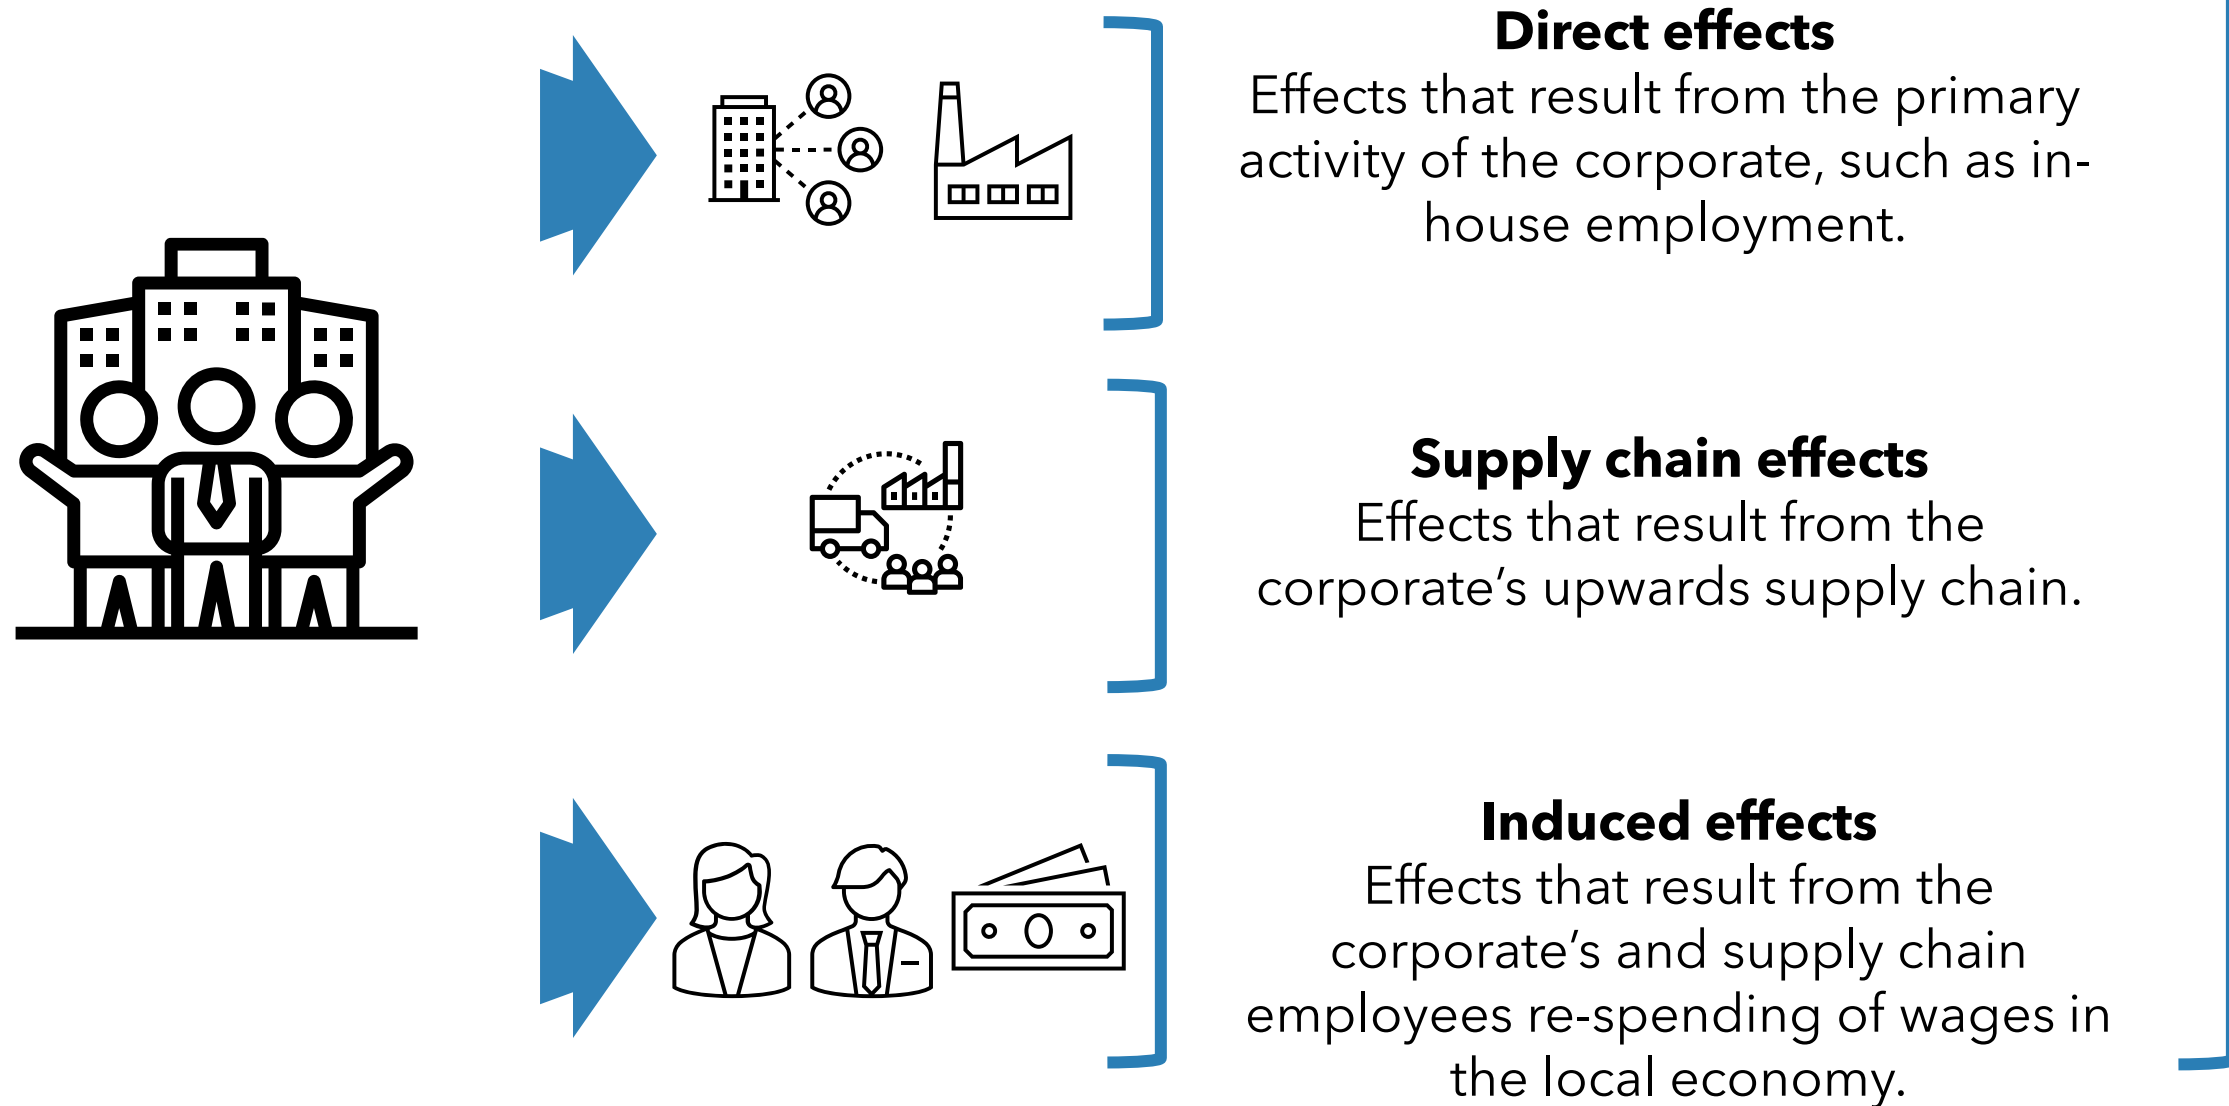 Direct effects
Effects that result from the primary
activity of the corporate, such as in-
house employment.
Supply chain effects
Effects that result from the
corporate’s upwards supply chain.
Induced effects
Effects that result from the
corporate’s and supply chain
employees re-spending of wages in
the local economy.